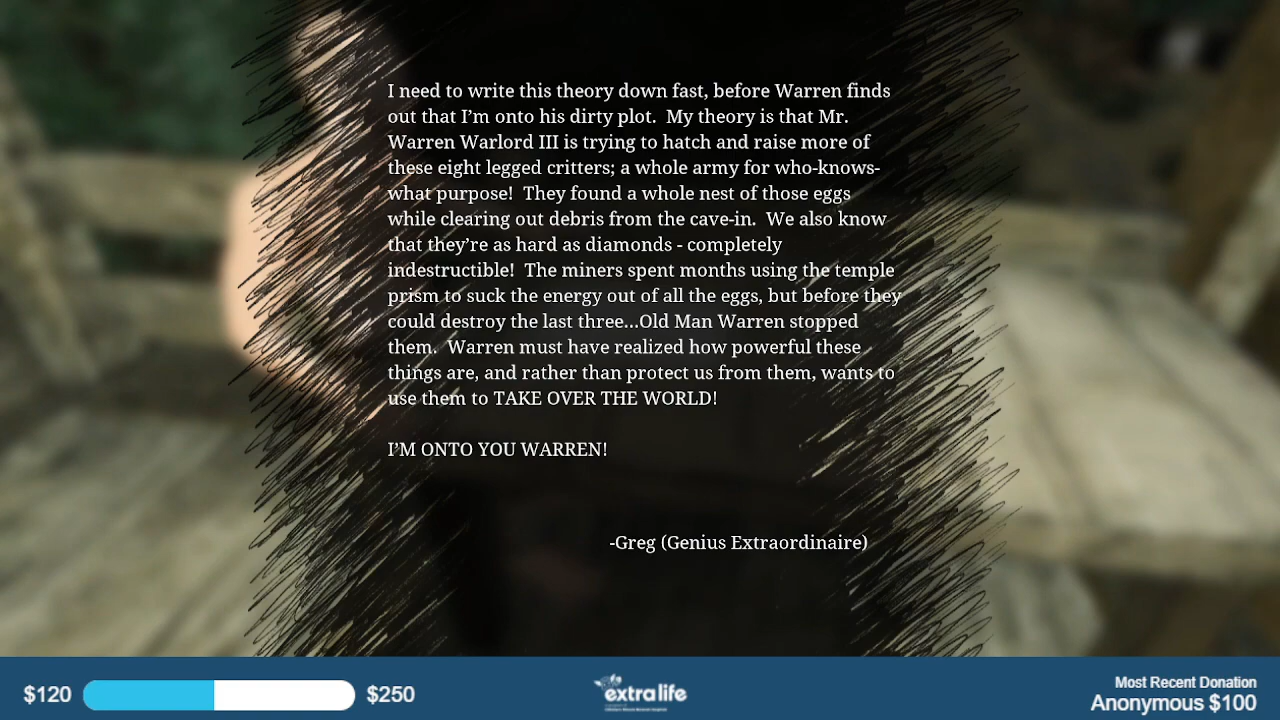 I need to write this theory down fast, before Warren finds
out that I’m onto his dirty plot.  My theory is that Mr.
Warren Warlord III is trying to hatch and raise more of
these eight legged critters; a whole army for who-knows-
what purpose!  They found a whole nest of those eggs
while clearing out debris from the cave-in.  We also know
that they’re as hard as diamonds - completely
indestructible!  The miners spent months using the temple
prism to suck the energy out of all the eggs, but before they
could destroy the last three...Old Man Warren stopped
them.  Warren must have realized how powerful these
things are, and rather than protect us from them, wants to
use them to TAKE OVER THE WORLD!
I’M ONTO YOU WARREN!
-Greg (Genius Extraordinaire)
$120
$250
extralife
Most Recent Donation
Anonymous $100